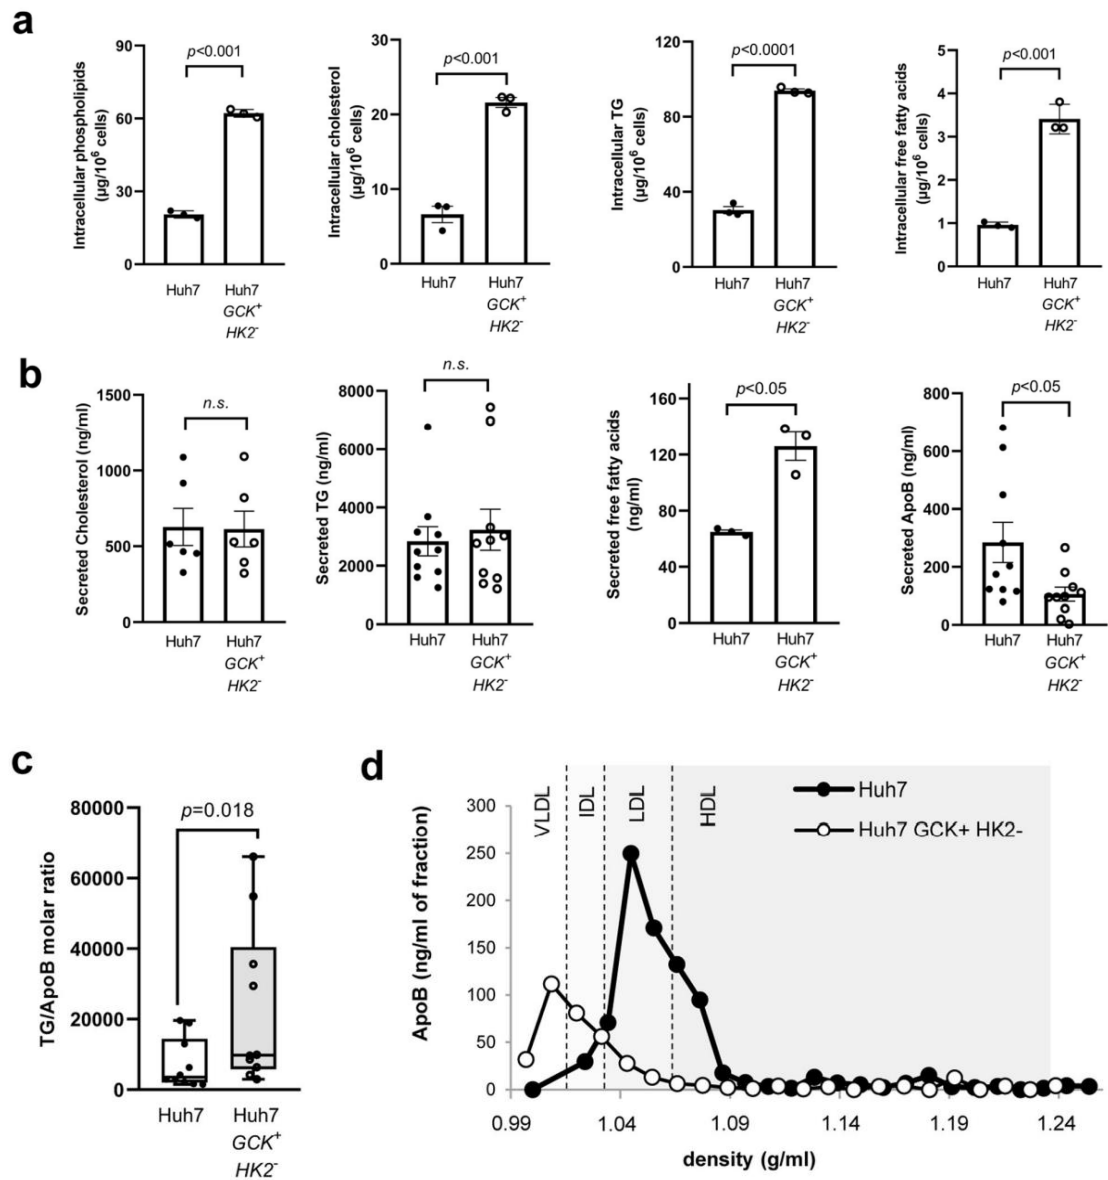 a
p<0.001
Intracellular phospholipids
(µg/10⁶ cells)
90
60
30
0
Huh7
Huh7
GCK⁺
HK2⁻
p<0.001
Intracellular cholesterol
(µg/10⁶ cells)
30
20
10
0
Huh7
Huh7
GCK⁺
HK2⁻
p<0.0001
Intracellular TG
(µg/10⁶ cells)
120
80
40
0
Huh7
Huh7
GCK⁺
HK2⁻
p<0.001
Intracellular free fatty acids
(µg/10⁶ cells)
5
4
3
2
1
0
Huh7
Huh7
GCK⁺
HK2⁻
b
n.s.
Secreted Cholesterol (ng/ml)
1500
1000
500
0
Huh7
Huh7
GCK⁺
HK2⁻
n.s.
Secreted TG (ng/ml)
8000
6000
4000
2000
0
Huh7
Huh7
GCK⁺
HK2⁻
p<0.05
Secreted free fatty acids
(ng/ml)
160
120
80
40
0
Huh7
Huh7
GCK⁺
HK2⁻
p<0.05
Secreted ApoB (ng/ml)
800
600
400
200
0
Huh7
Huh7
GCK⁺
HK2⁻
c
p=0.018
TG/ApoB molar ratio
80000
60000
40000
20000
0
Huh7
Huh7
GCK⁺
HK2⁻
d
VLDL
IDL
LDL
HDL
Huh7
Huh7 GCK+ HK2-
ApoB (ng/ml of fraction)
300
250
200
150
100
50
0
0.99
1.04
1.09
1.14
1.19
1.24
density (g/ml)